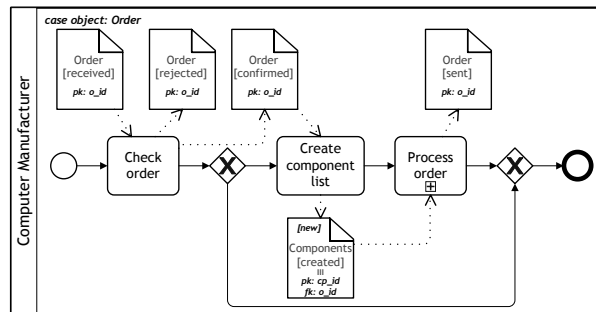 Computer Manufacturer
case object: Order
Order
[received]
pk: o_id
Order
[rejected]
pk: o_id
Order
[confirmed]
pk: o_id
Order
[sent]
pk: o_id
Check
order
X
Create
component
list
Process
order
X
[new]
Components
[created]
pk: cp_id
fk: o_id